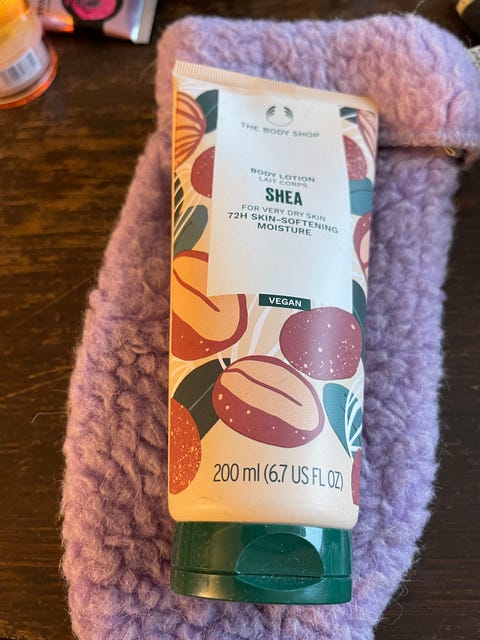 THE BODY SHOP
BODY LOTION
LAIT CORPS
SHEA
FOR VERY DRY SKIN
72H SKIN-SOFTENING
MOISTURE
VEGAN
200 ml (6.7 US FL OZ)